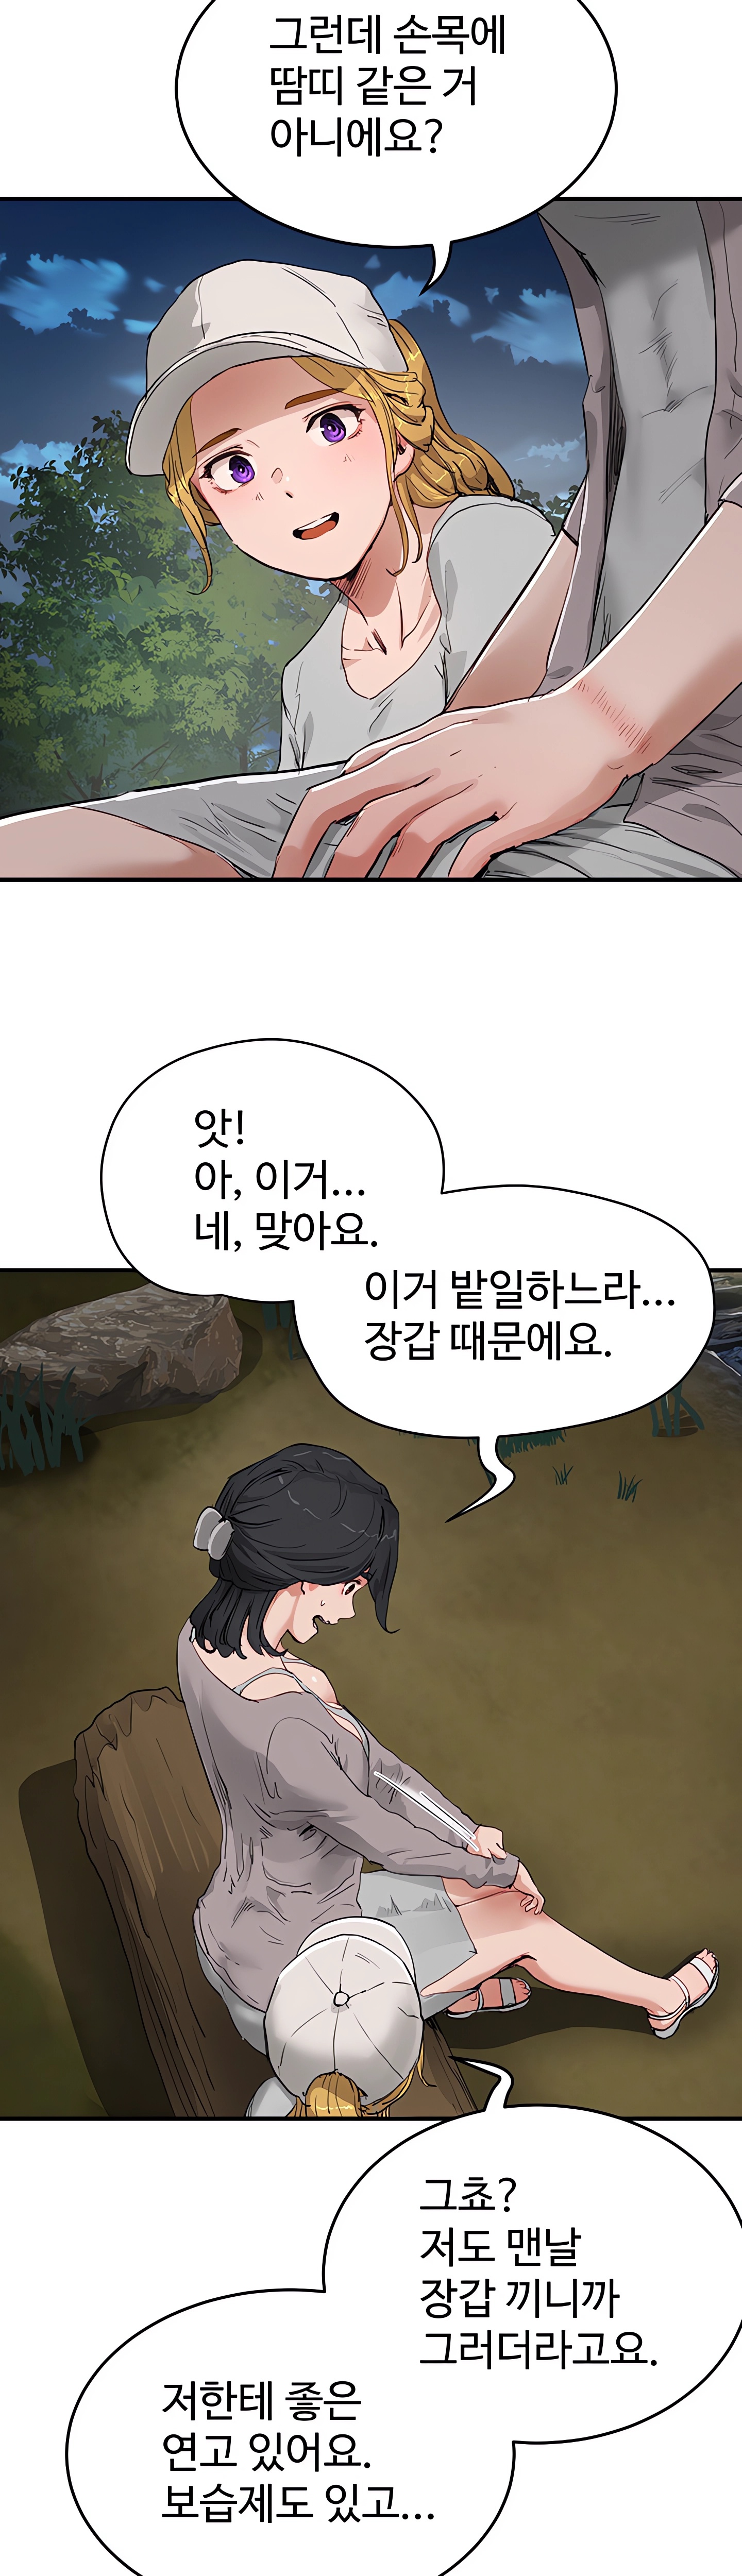 그런데 손목에
땀띠 같은 거
아니에요?
앗!
아, 이거...
네, 맞아요.
이거 밭일하느라...
장갑 때문에요.
그쵸?
저도 맨날
장갑 끼니까
그러더라고요.
저한테 좋은
연고 있어요.
보습제도 있고...